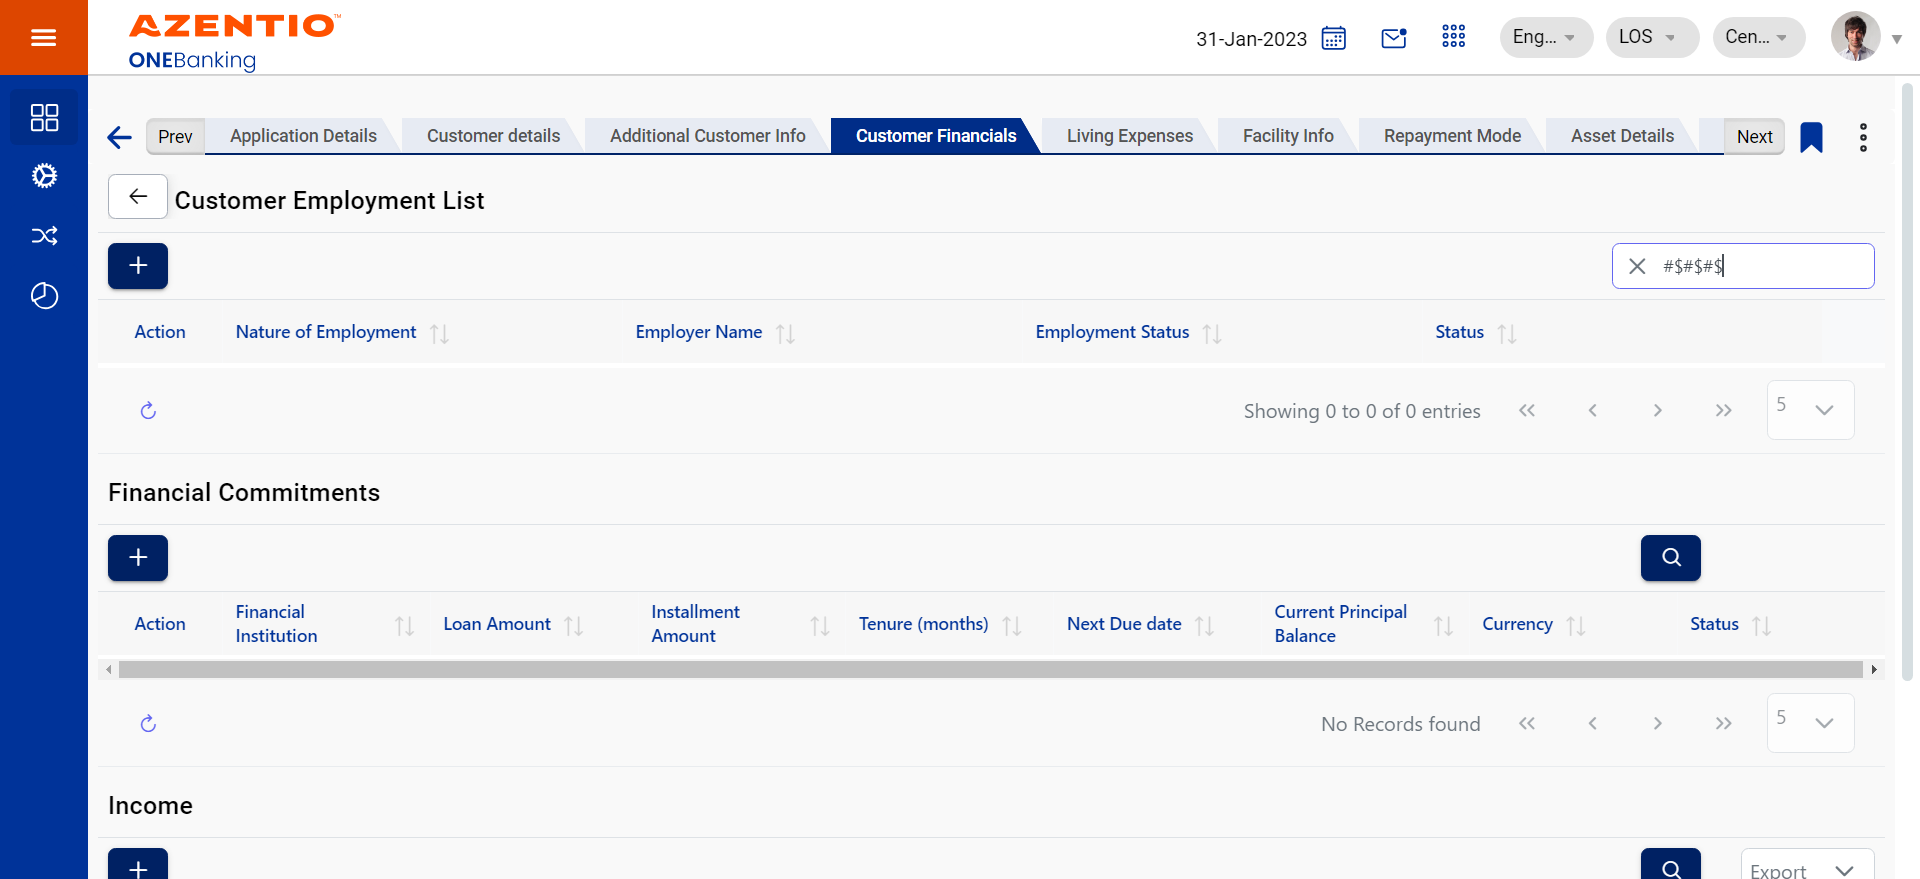 AZENTIO™
ONEBanking
31-Jan-2023
Eng...
LOS
Cen...
Prev
Application Details
Customer details
Additional Customer Info
Customer Financials
Living Expenses
Facility Info
Repayment Mode
Asset Details
Next
Customer Employment List
#$#$#$
Action
Nature of Employment
Employer Name
Employment Status
Status
Showing 0 to 0 of 0 entries
5
Financial Commitments
Action
Financial
Institution
Loan Amount
Installment
Amount
Tenure (months)
Next Due date
Current Principal
Balance
Currency
Status
No Records found
5
Income
Export